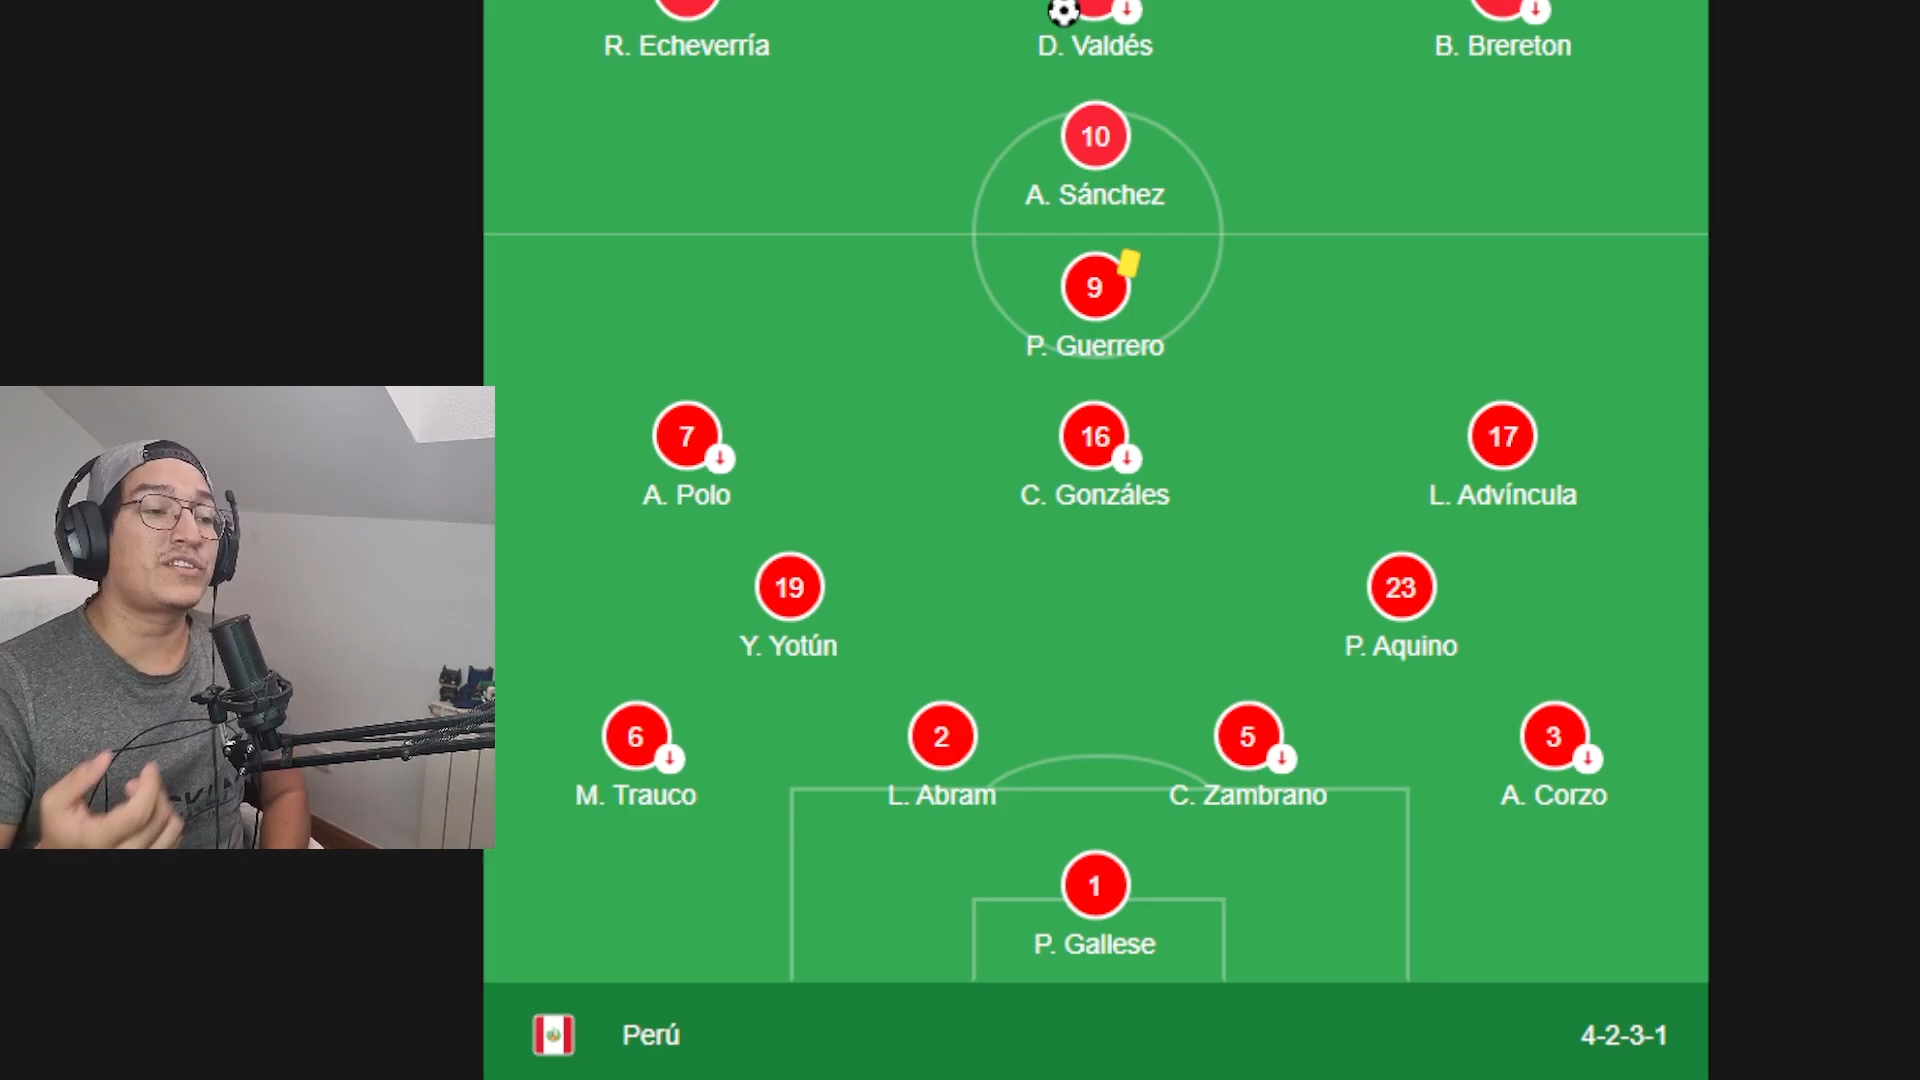 R. Echeverría D. Valdés B. Brereton
10
A. Sánchez
9
P. Guerrero
7 16 17
A. Polo C. Gonzáles L. Advíncula
19 23
Y. Yotún P. Aquino
6 2 5 3
M. Trauco L. Abram C. Zambrano A. Corzo
1
P. Gallese
Perú 4-2-3-1